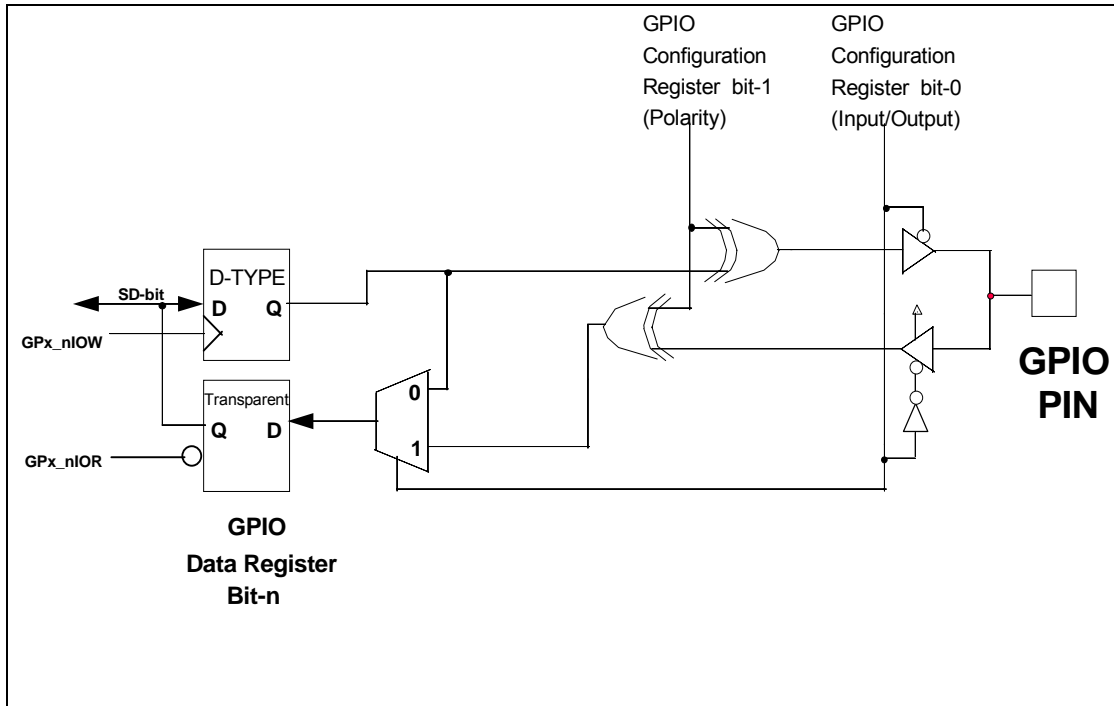 GPIO
Configuration
Register bit-1
(Polarity)
GPIO
Configuration
Register bit-0
(Input/Output)
D-TYPE
SD-bit
D
Q
GPx_nIOW
Transparent
Q
D
GPx_nIOR
0
1
GPIO
PIN
GPIO
Data Register
Bit-n